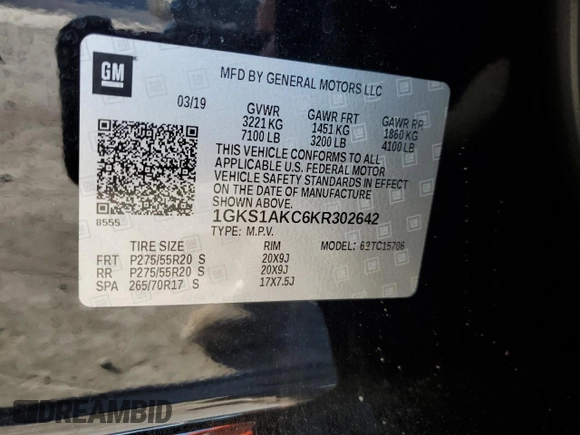 GM
MFD BY GENERAL MOTORS LLC
03/19
GVWR GAWR FRT GAWR RR
3221 KG 1451 KG 1860 KG
7100 LB 3200 LB 4100 LB
THIS VEHICLE CONFORMS TO ALL
APPLICABLE U.S. FEDERAL MOTOR
VEHICLE SAFETY STANDARDS IN EFFECT
ON THE DATE OF MANUFACTURE
SHOWN ABOVE.
8555
1GKS1AKC6KR302642
TYPE: M.P.V.
TIRE SIZE RIM MODEL: 62TC15706
FRT P275/55R20 S 20X9J
RR P275/55R20 S 20X9J
SPA 265/70R17 S 17X7.5J
DREAMBID